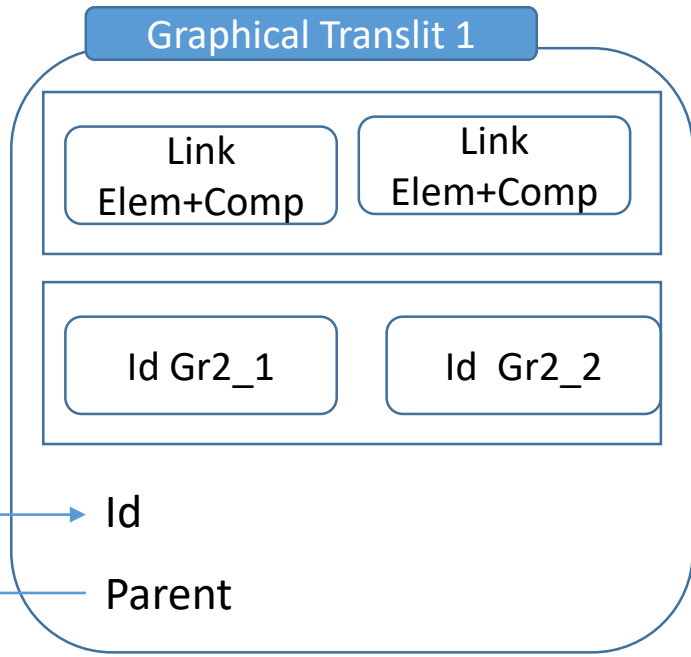 Graphical Translit 1
Link
Elem+Comp
Link
Elem+Comp
Id Gr2_1
Id Gr2_2
Id
Parent